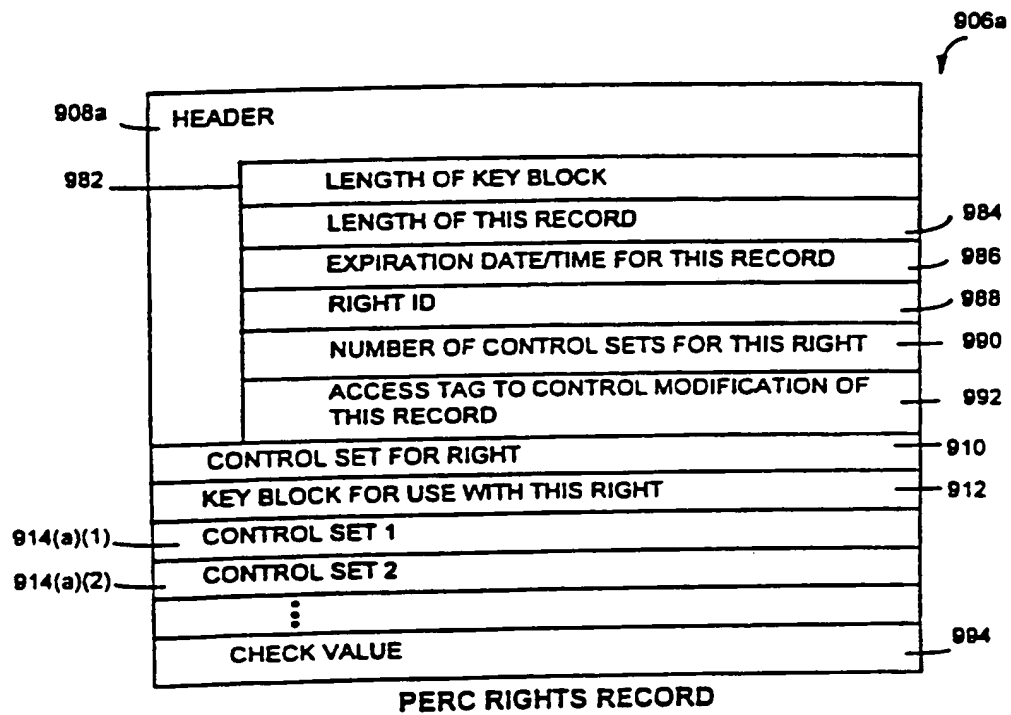 906a
908a
HEADER
982
LENGTH OF KEY BLOCK
LENGTH OF THIS RECORD
984
EXPIRATION DATE/TIME FOR THIS RECORD
986
RIGHT ID
988
NUMBER OF CONTROL SETS FOR THIS RIGHT
990
ACCESS TAG TO CONTROL MODIFICATION OF
THIS RECORD
992
CONTROL SET FOR RIGHT
910
KEY BLOCK FOR USE WITH THIS RIGHT
912
914(a)(1)
CONTROL SET 1
914(a)(2)
CONTROL SET 2
CHECK VALUE
994
PERC RIGHTS RECORD